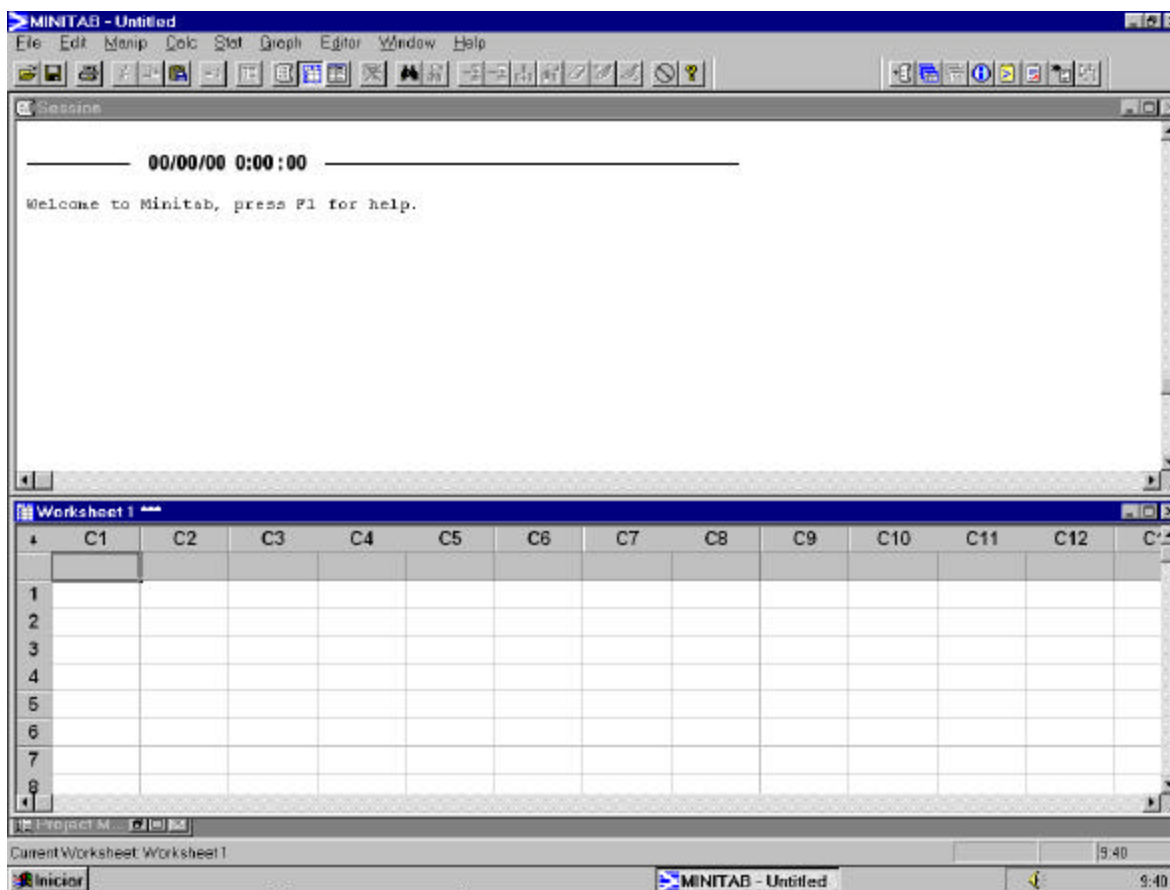 MINITAB - Untitled
File Edit Manip Calc Stat Graph Editor Window Help
Session
00/00/00 0:00:00
Welcome to Minitab, press F1 for help.
Worksheet 1 ***
C1 C2 C3 C4 C5 C6 C7 C8 C9 C10 C11 C12
1
2
3
4
5
6
7
8
Project M...
Current Worksheet: Worksheet 1 9:40
Iniciar MINITAB - Untitled 9:40